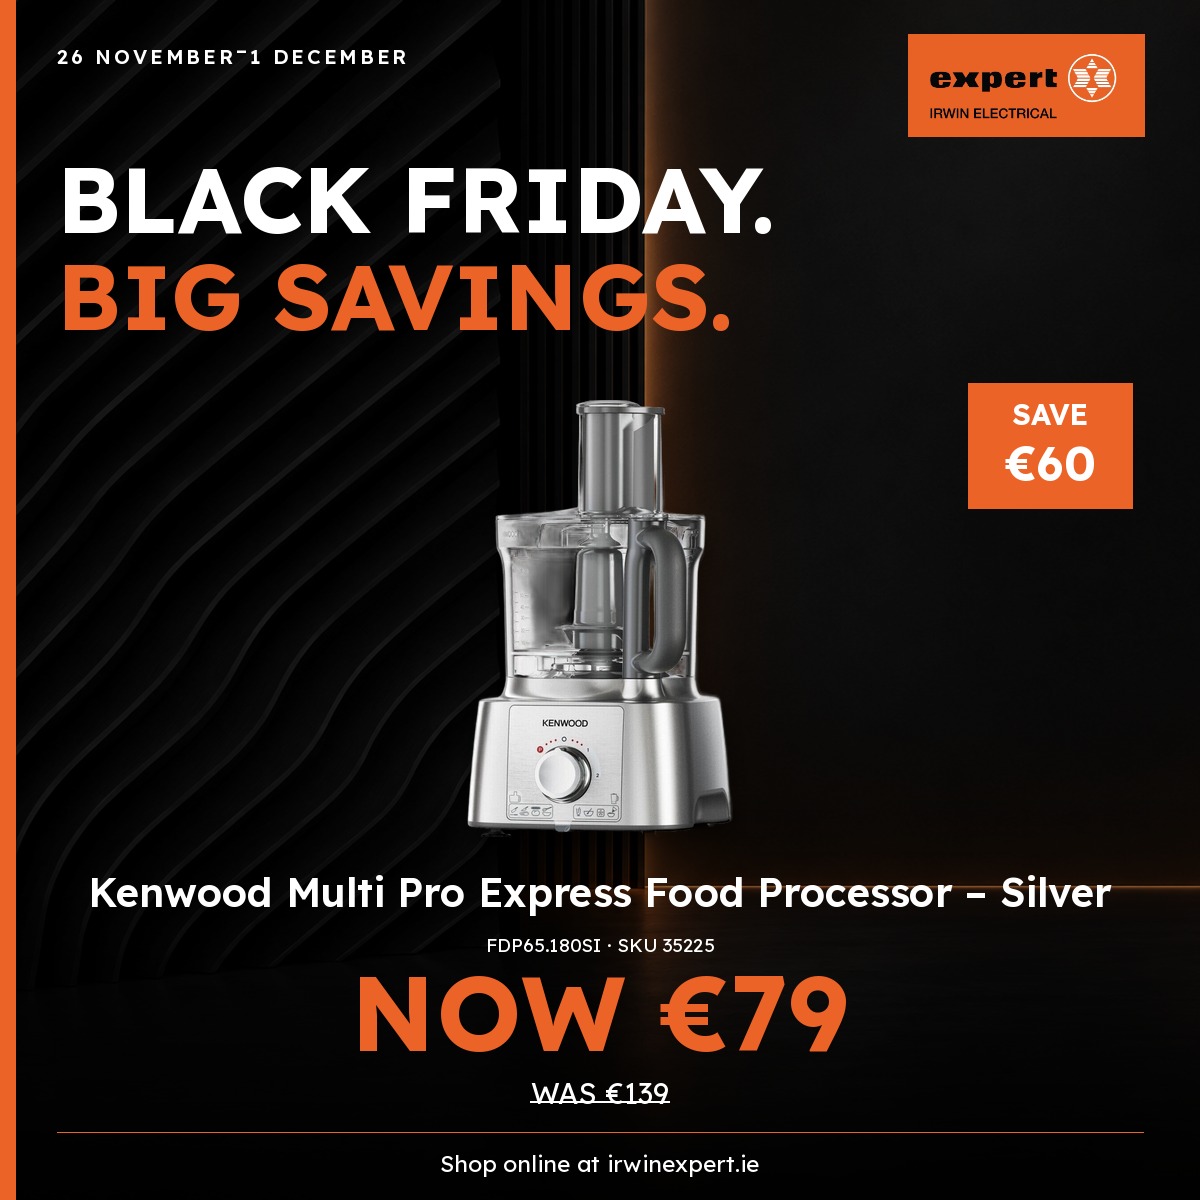 26 NOVEMBER–1 DECEMBER
expert
IRWIN ELECTRICAL
BLACK FRIDAY.
BIG SAVINGS.
SAVE
€60
KENWOOD
Kenwood Multi Pro Express Food Processor – Silver
FDP65.180SI · SKU 35225
NOW €79
WAS €139
Shop online at irwinexpert.ie